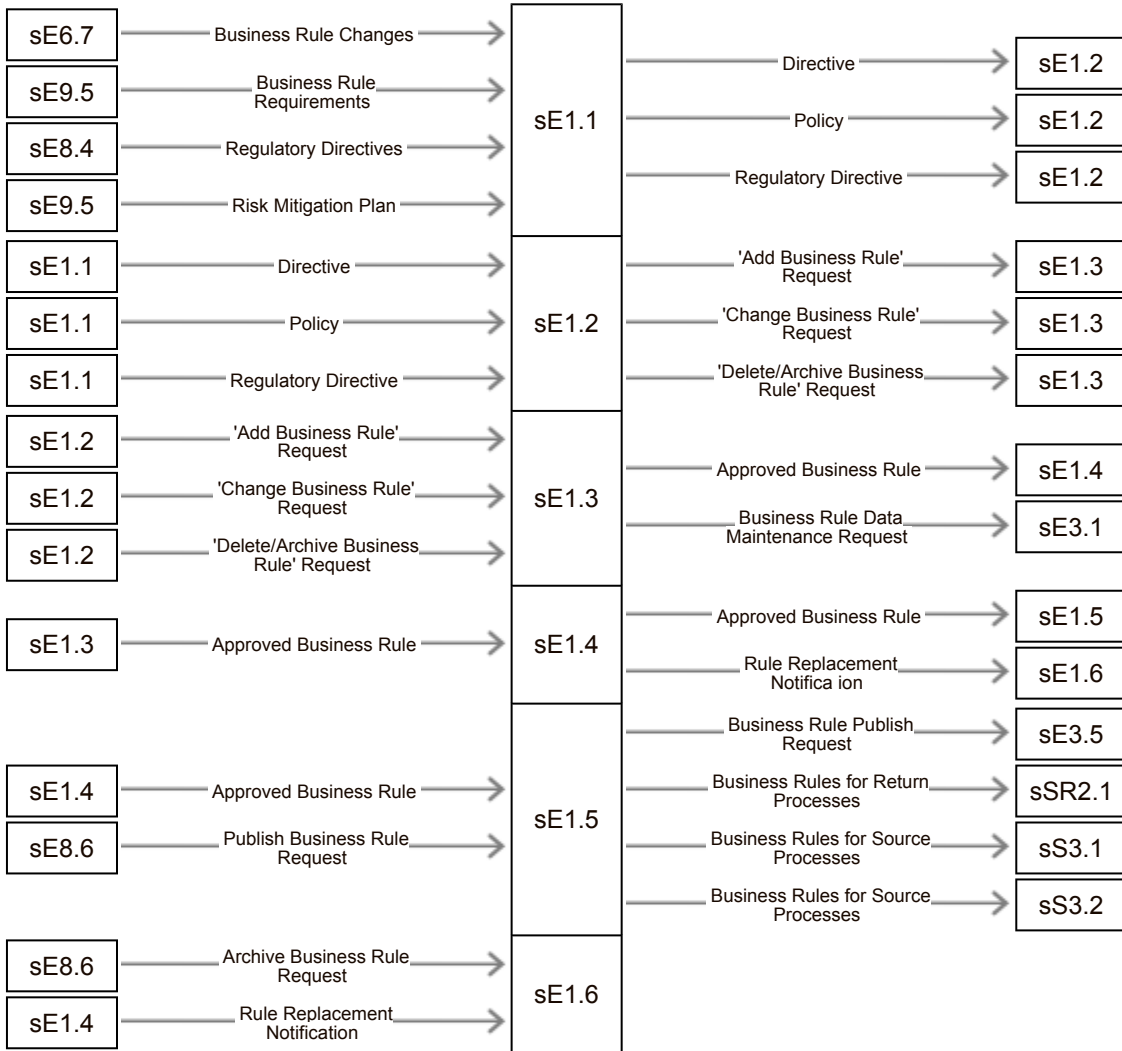 sE6.7
Business Rule Changes
sE9.5
Business Rule
Requirements
sE8.4
Regulatory Directives
sE9.5
Risk Mitigation Plan
sE1.1
Directive
sE1.2
Policy
sE1.2
Regulatory Directive
sE1.2
sE1.1
Directive
sE1.1
Policy
sE1.1
Regulatory Directive
sE1.2
'Add Business Rule'
Request
sE1.3
'Change Business Rule'
Request
sE1.3
'Delete/Archive Business
Rule' Request
sE1.3
sE1.2
'Add Business Rule'
Request
sE1.2
'Change Business Rule'
Request
sE1.2
'Delete/Archive Business
Rule' Request
sE1.3
Approved Business Rule
sE1.4
Business Rule Data
Maintenance Request
sE3.1
sE1.3
Approved Business Rule
sE1.4
Approved Business Rule
sE1.5
Rule Replacement
Notifica ion
sE1.6
sE1.4
Approved Business Rule
sE8.6
Publish Business Rule
Request
sE1.5
Business Rule Publish
Request
sE3.5
Business Rules for Return
Processes
sSR2.1
Business Rules for Source
Processes
sS3.1
Business Rules for Source
Processes
sS3.2
sE8.6
Archive Business Rule
Request
sE1.4
Rule Replacement
Notification
sE1.6